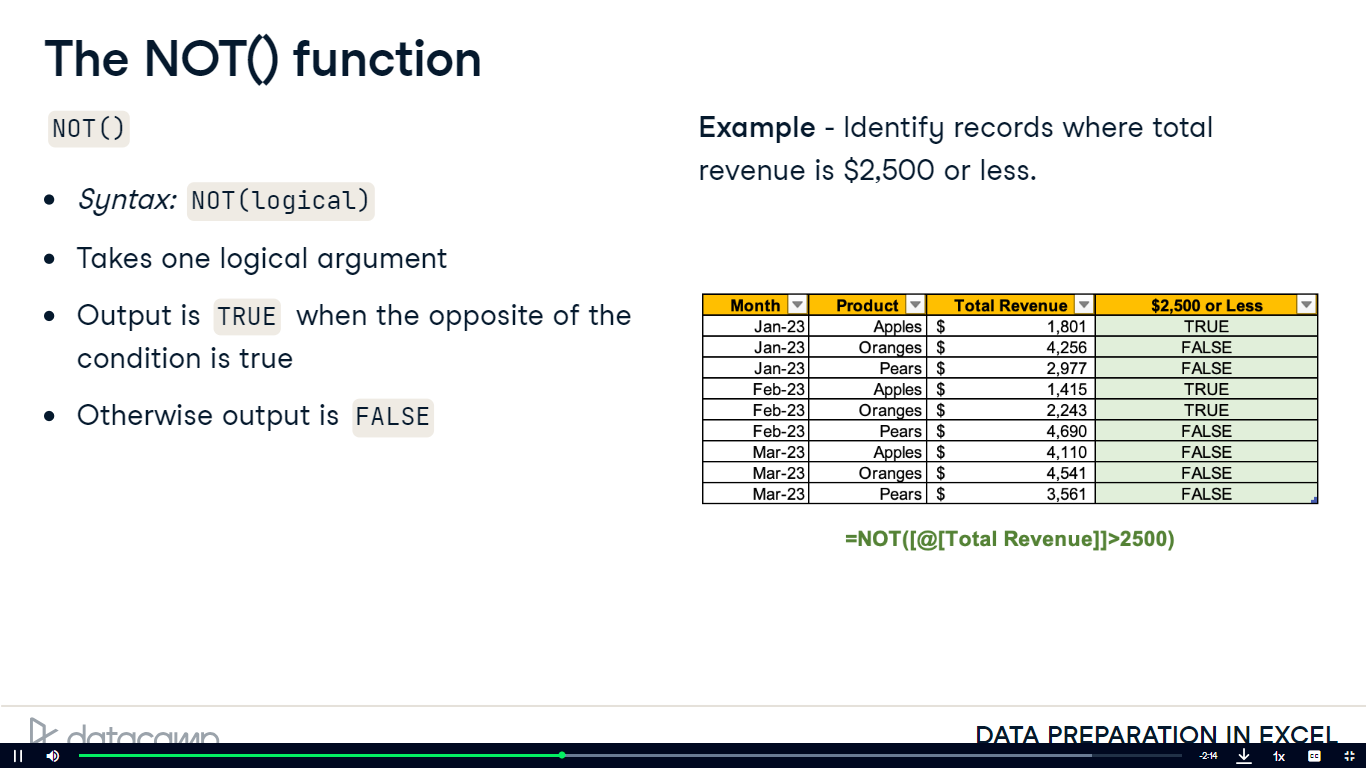 The NOT() function
NOT()
• Syntax: NOT(logical)
• Takes one logical argument
• Output is TRUE when the opposite of the
condition is true
• Otherwise output is FALSE
Example - Identify records where total
revenue is $2,500 or less.
Month Product Total Revenue $2,500 or Less
Jan-23 Apples $ 1,801 TRUE
Jan-23 Oranges $ 4,256 FALSE
Jan-23 Pears $ 2,977 FALSE
Feb-23 Apples $ 1,415 TRUE
Feb-23 Oranges $ 2,243 TRUE
Feb-23 Pears $ 4,690 FALSE
Mar-23 Apples $ 4,110 FALSE
Mar-23 Oranges $ 4,541 FALSE
Mar-23 Pears $ 3,561 FALSE
=NOT([@[Total Revenue]]>2500)
datacamp
DATA PREPARATION IN EXCEL
-2:14 1x CC